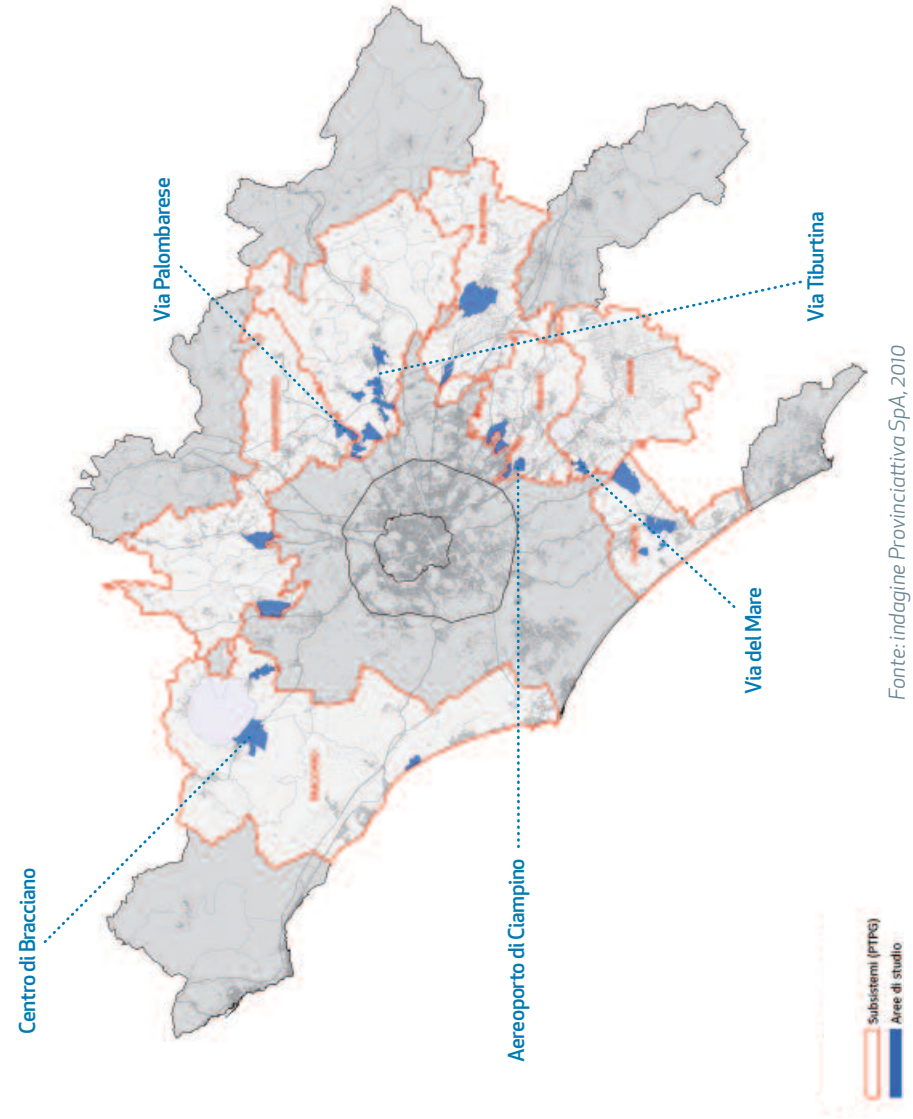 Centro di Bracciano
Via Palombarese
Via Tiburtina
Via del Mare
Aereoporto di Ciampino
Subsistemi (PTPG)
Aree di studio
Fonte: indagine Provinciattiva SpA, 2010